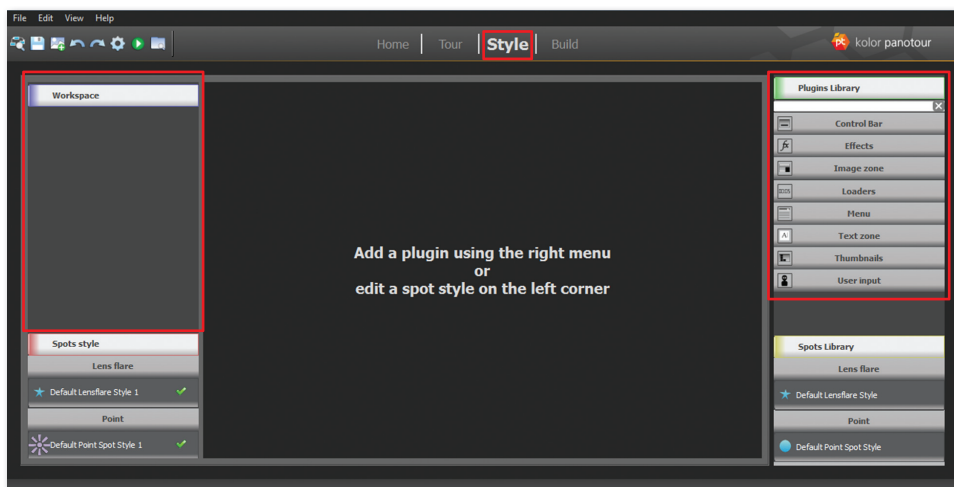 File Edit View Help
Home Tour Style Build
kolor panotour
Workspace
Add a plugin using the right menu
or
edit a spot style on the left corner
Spots style
Lens flare
Default Lensflare Style 1
Point
Default Point Spot Style 1
Plugins Library
Control Bar
Effects
Image zone
Loaders
Menu
Text zone
Thumbnails
User input
Spots Library
Lens flare
Default Lensflare Style
Point
Default Point Spot Style